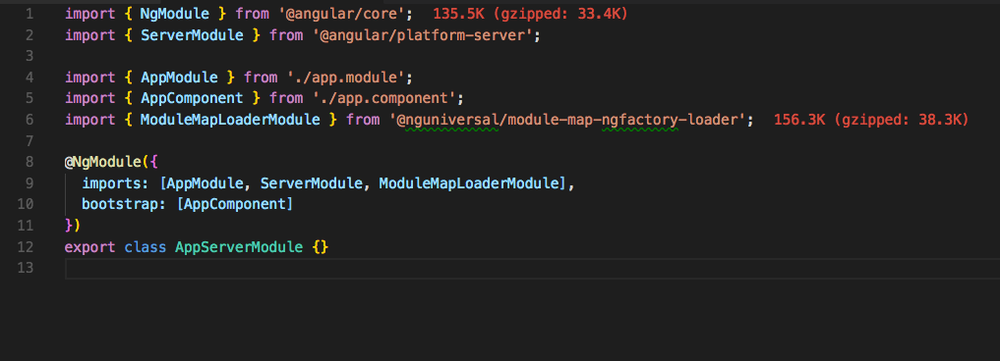 1 import { NgModule } from '@angular/core'; 135.5K (gzipped: 33.4K)
2 import { ServerModule } from '@angular/platform-server';
3
4 import { AppModule } from './app.module';
5 import { AppComponent } from './app.component';
6 import { ModuleMapLoaderModule } from '@nguniversal/module-map-ngfactory-loader'; 156.3K (gzipped: 38.3K)
7
8 @NgModule({
9 imports: [AppModule, ServerModule, ModuleMapLoaderModule],
10 bootstrap: [AppComponent]
11 })
12 export class AppServerModule {}
13